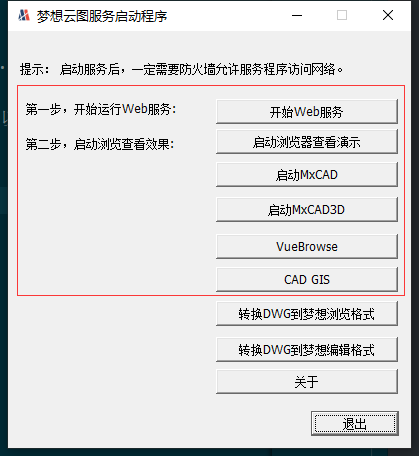 梦想云图服务启动程序
提示： 启动服务后，一定需要防火墙允许服务程序访问网络。
第一步，开始运行Web服务:
开始Web服务
第二步，启动浏览查看效果:
启动浏览器查看演示
启动MxCAD
启动MxCAD3D
VueBrowse
CAD GIS
转换DWG到梦想浏览格式
转换DWG到梦想编辑格式
关于
退出